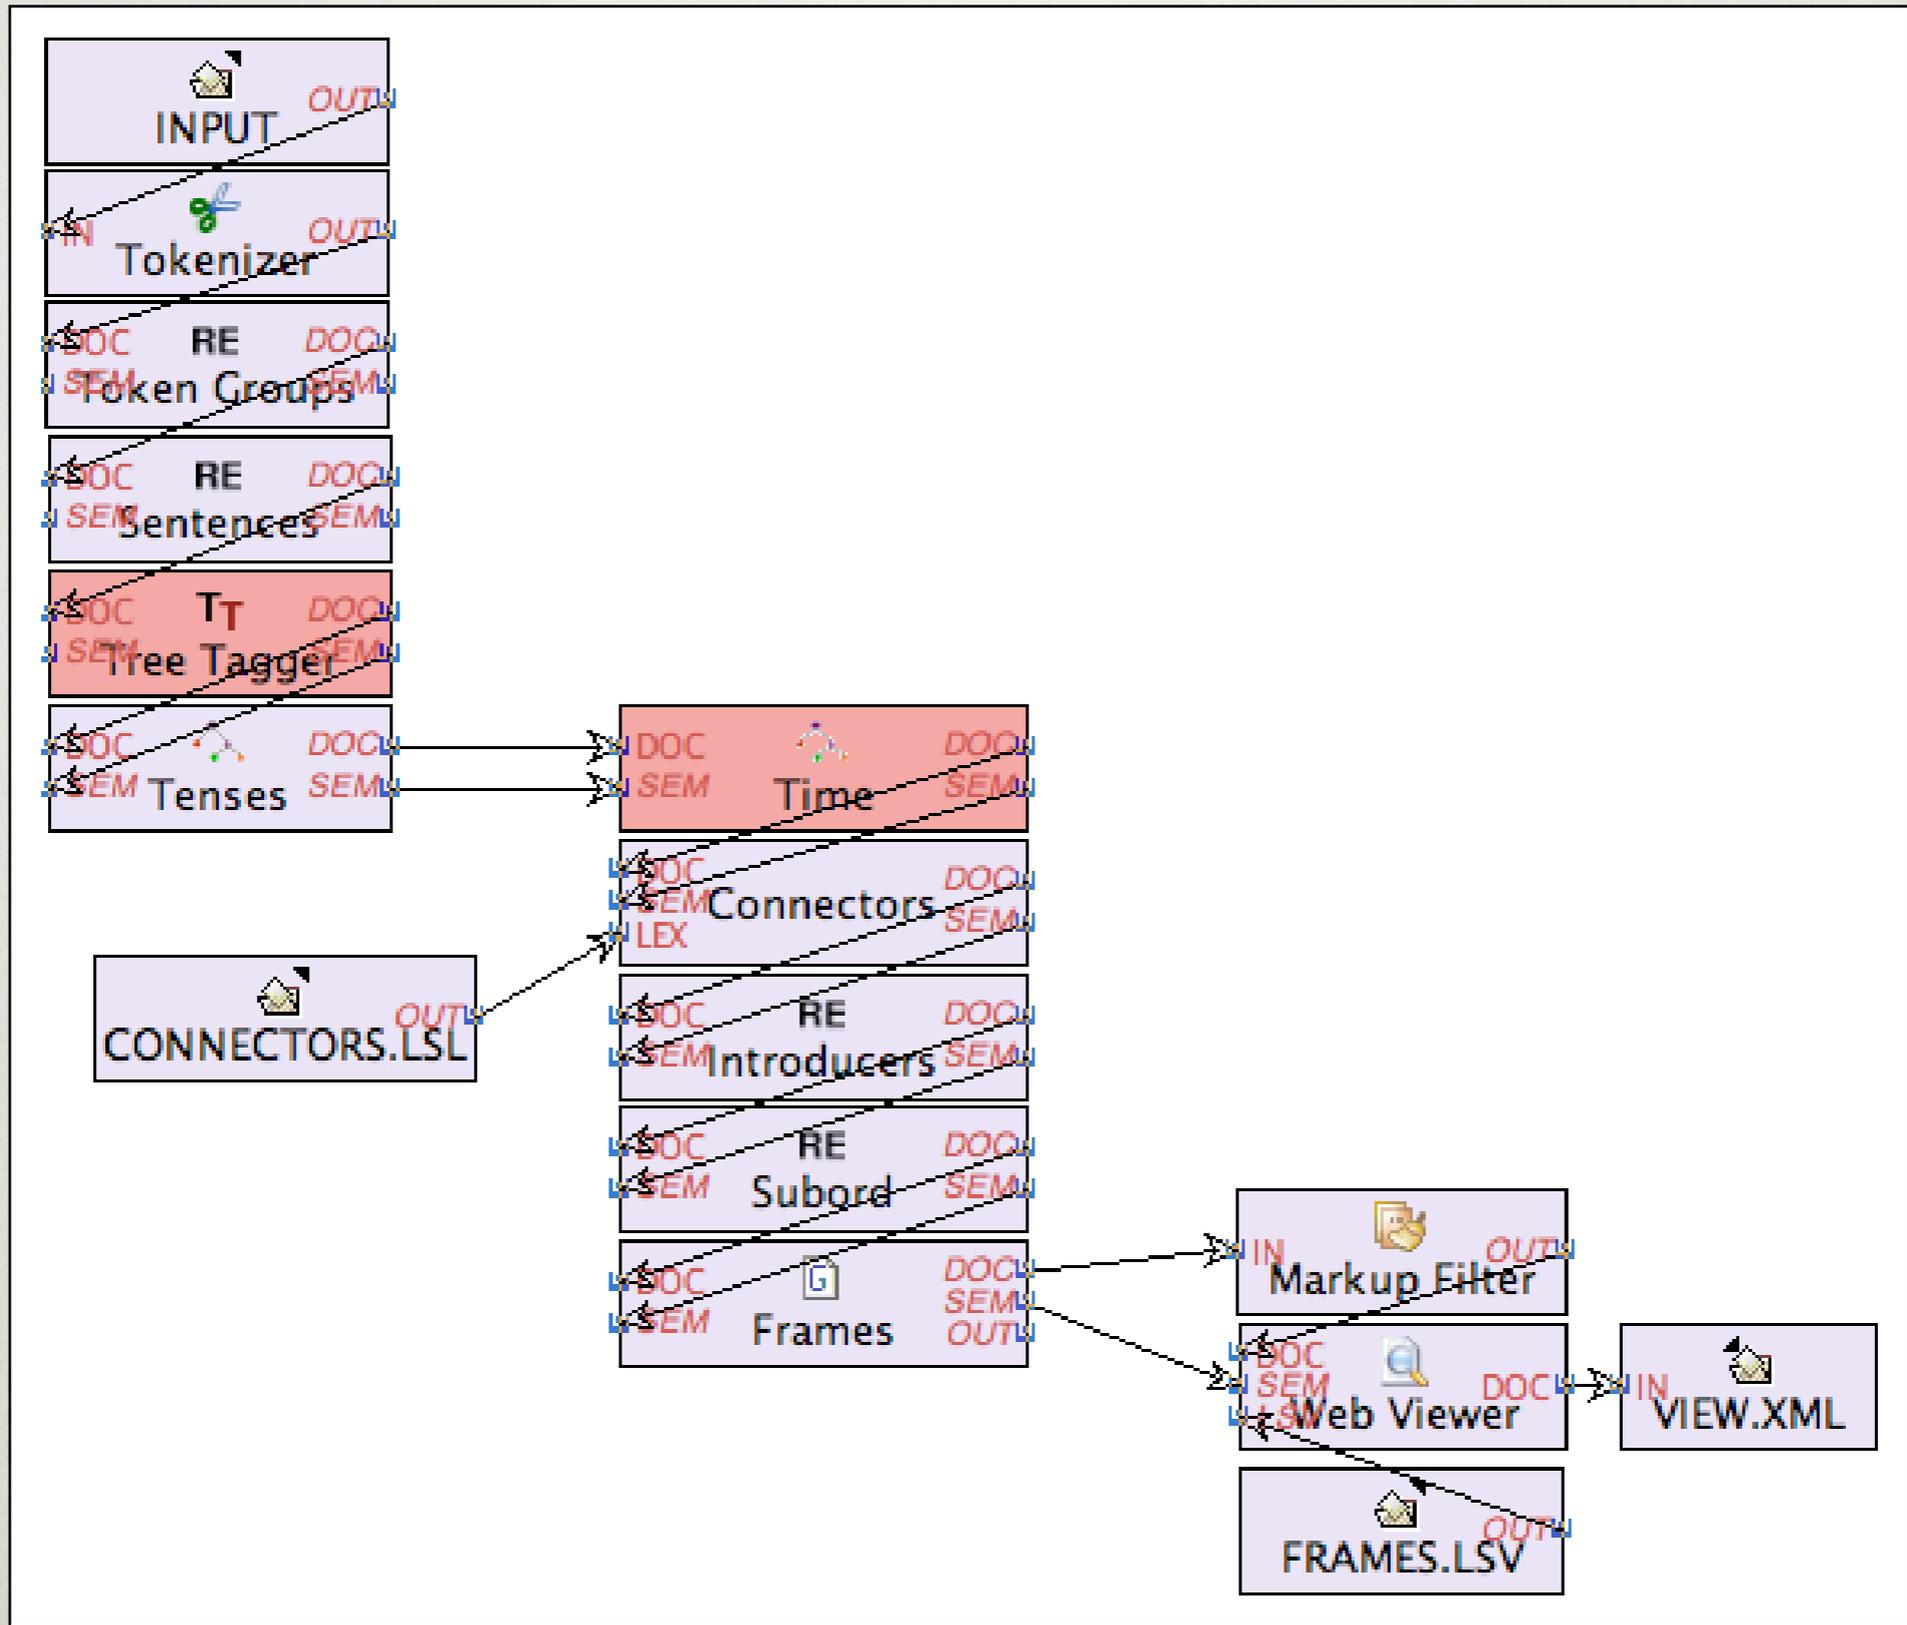 OUT
INPUT
IN OUT
Tokenizer
DOC RE DOC
SEM Token Groups SEM
DOC RE DOC
SEM Sentences SEM
DOC TT DOC
SEM Tree Tagger SEM
DOC DOC
SEM Tenses SEM
DOC DOC
SEM Time SEM
DOC DOC
SEM Connectors SEM
LEX
OUT
CONNECTORS.LSL
DOC RE DOC
SEM Introducers SEM
DOC RE DOC
SEM Subord SEM
DOC G DOC
SEM Frames SEM
OUT
IN OUT
Markup Filter
DOC
SEM DOC
LSV Web Viewer
IN
VIEW.XML
OUT
FRAMES.LSV